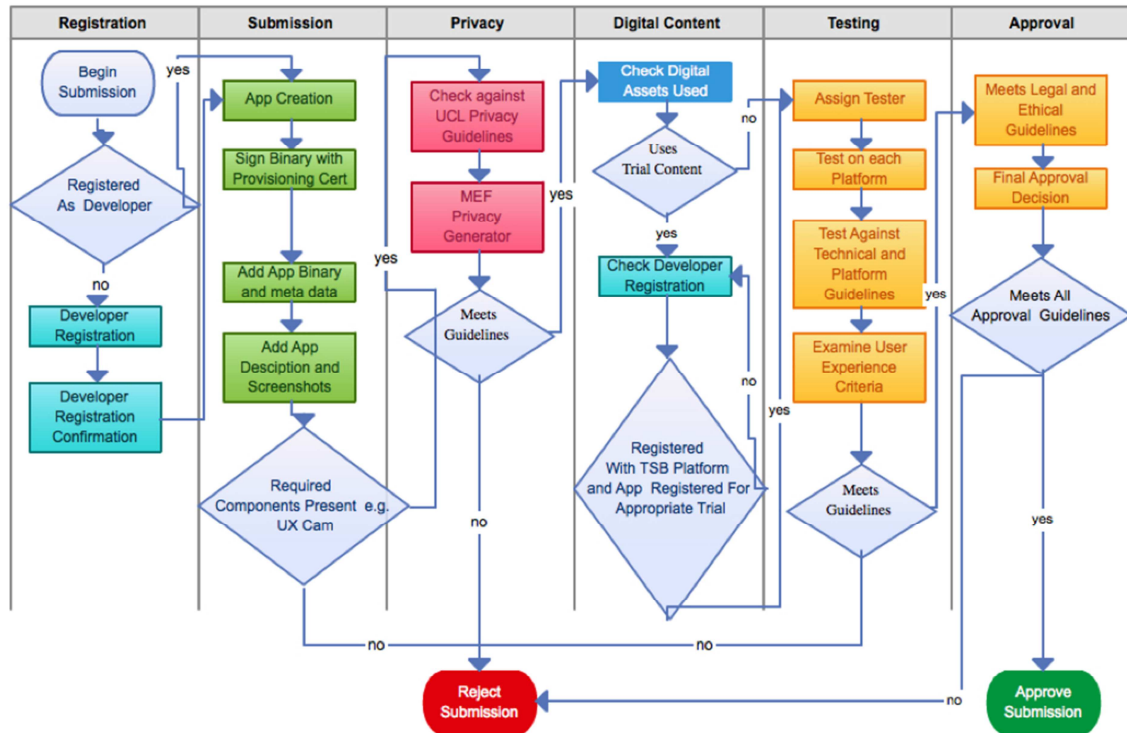 Registration
Submission
Privacy
Digital Content
Testing
Approval
Begin
Submission
yes
Registered
As Developer
no
Developer
Registration
Developer
Registration
Confirmation
App Creation
Sign Binary with
Provisioning Cert
Add App Binary
and meta data
Add App
Desciption and
Screenshots
Required
Components Present e.g.
UX Cam
yes
no
Check against
UCL Privacy
Guidelines
MEF
Privacy
Generator
Meets
Guidelines
yes
no
Check Digital
Assets Used
Uses
Trial Content
no
yes
Check Developer
Registration
no
Registered
With TSB Platform
and App Registered For
Appropriate Trial
yes
Assign Tester
Test on each
Platform
Test Against
Technical and
Platform
Guidelines
Examine User
Experience
Criteria
Meets
Guidelines
yes
no
Meets Legal and
Ethical
Guidelines
Final Approval
Decision
Meets All
Approval Guidelines
yes
no
Reject
Submission
Approve
Submission